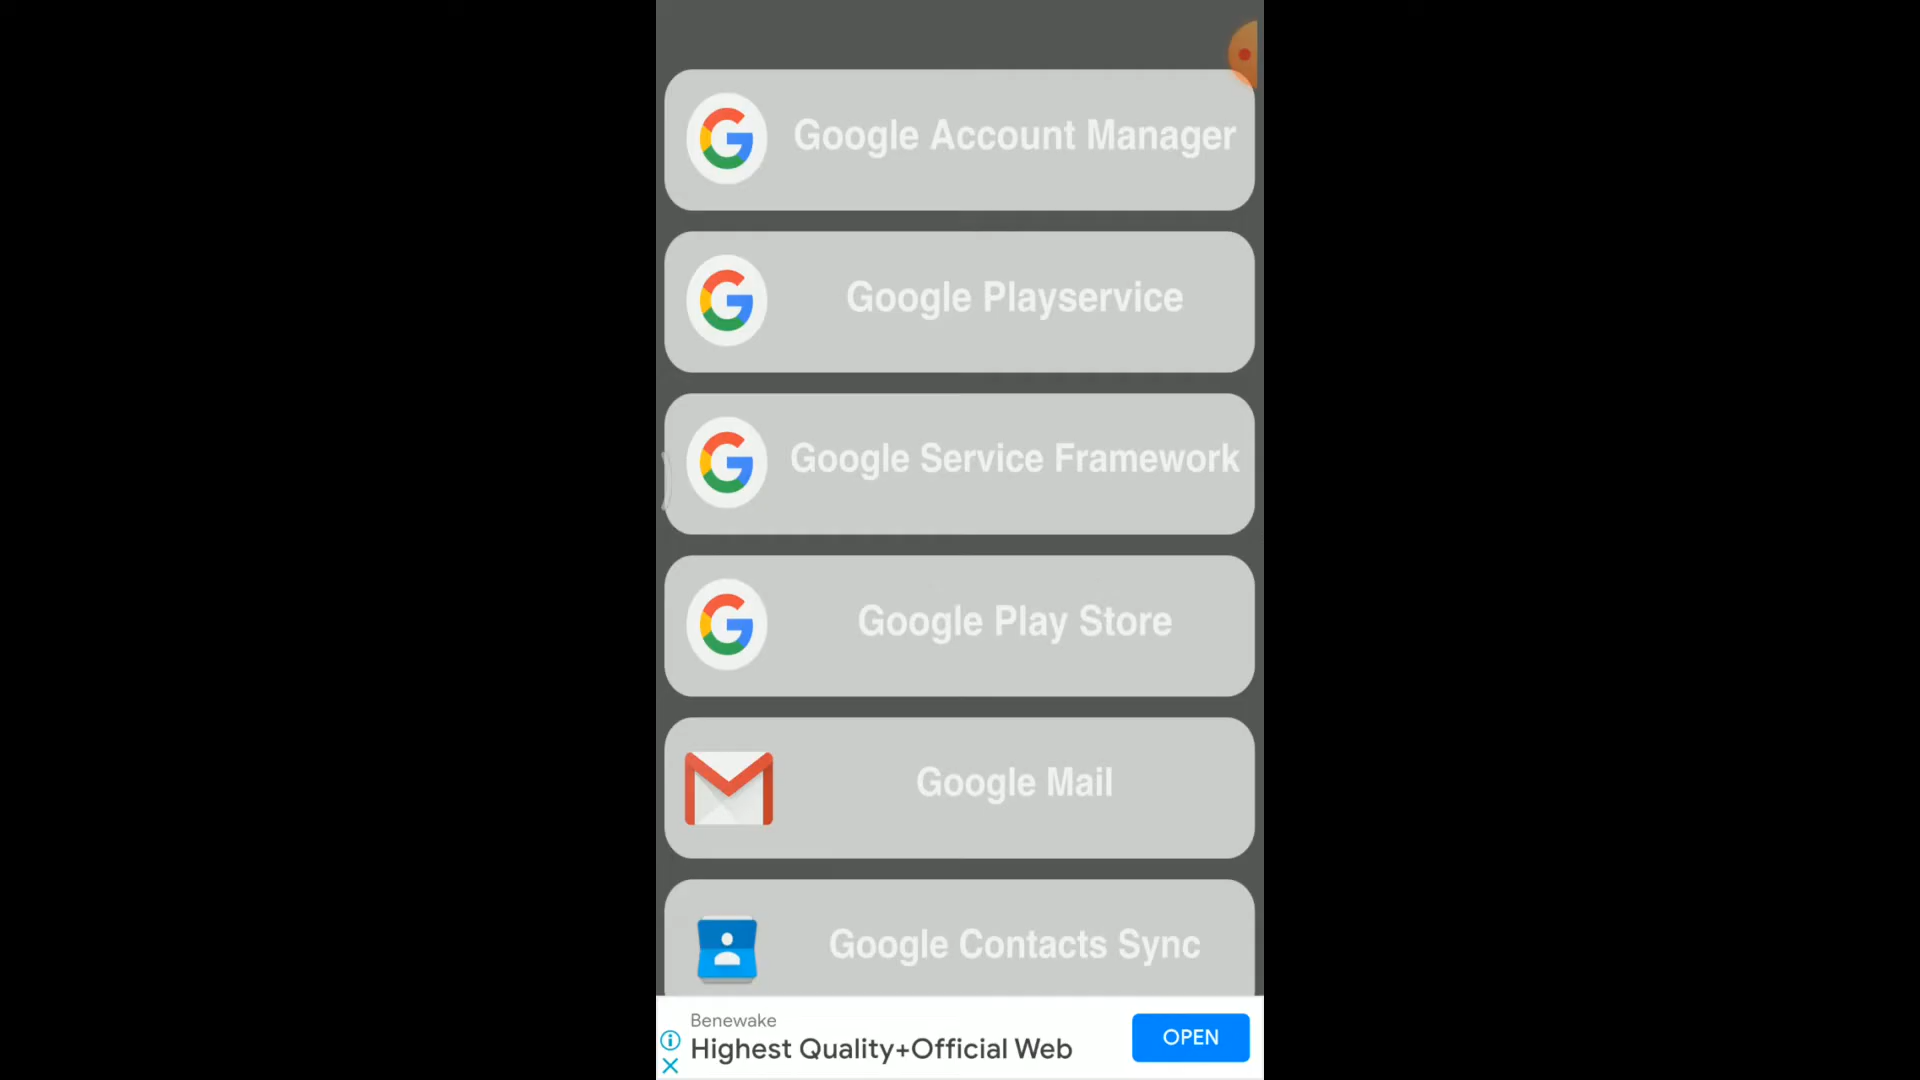 Google Account Manager
Google Playservice
Google Service Framework
Google Play Store
Google Mail
Google Contacts Sync
Benewake
Highest Quality+Official Web
OPEN